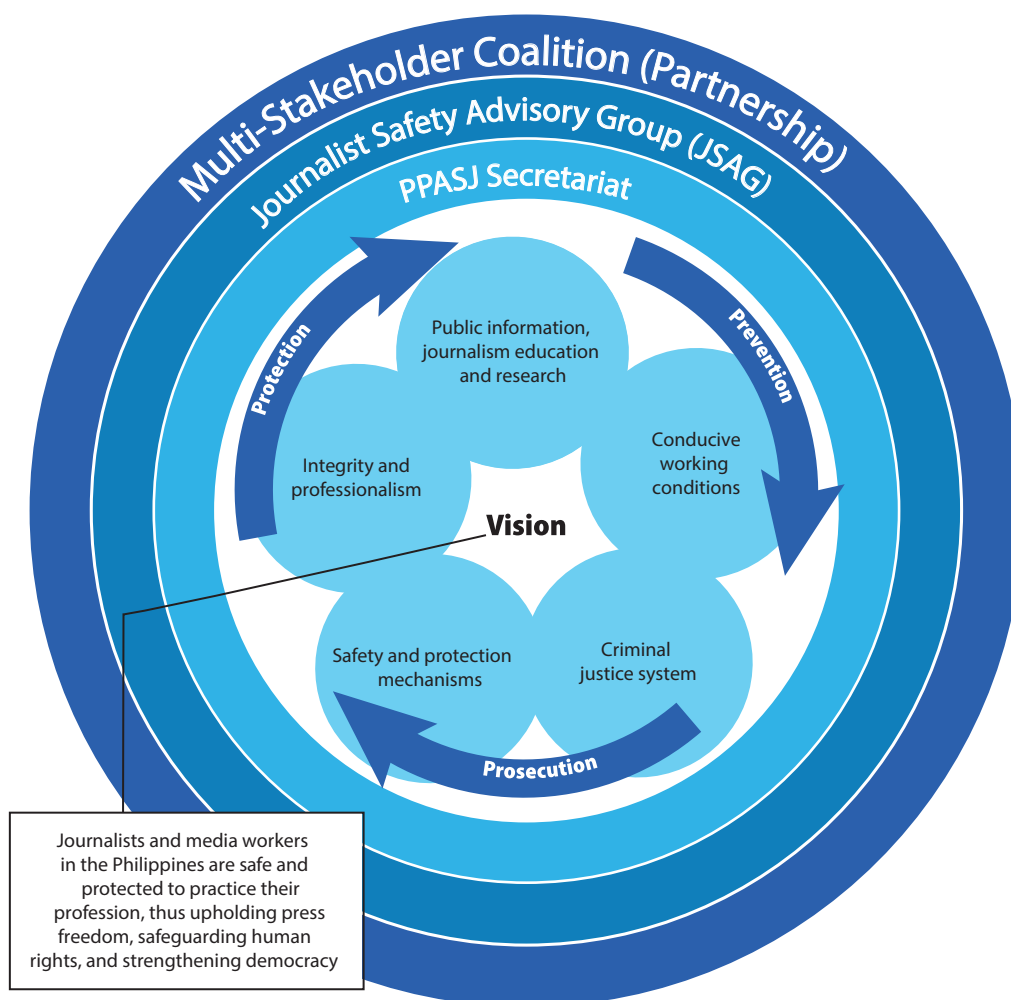 Multi-Stakeholder Coalition (Partnership)
Journalist Safety Advisory Group (JSAG)
PPASJ Secretariat
Protection
Prevention
Public information,
journalism education
and research
Integrity and
professionalism
Conducive
working
conditions
Vision
Safety and protection
mechanisms
Criminal
justice system
Prosecution
Journalists and media workers
in the Philippines are safe and
protected to practice their
profession, thus upholding press
freedom, safeguarding human
rights, and strengthening democracy